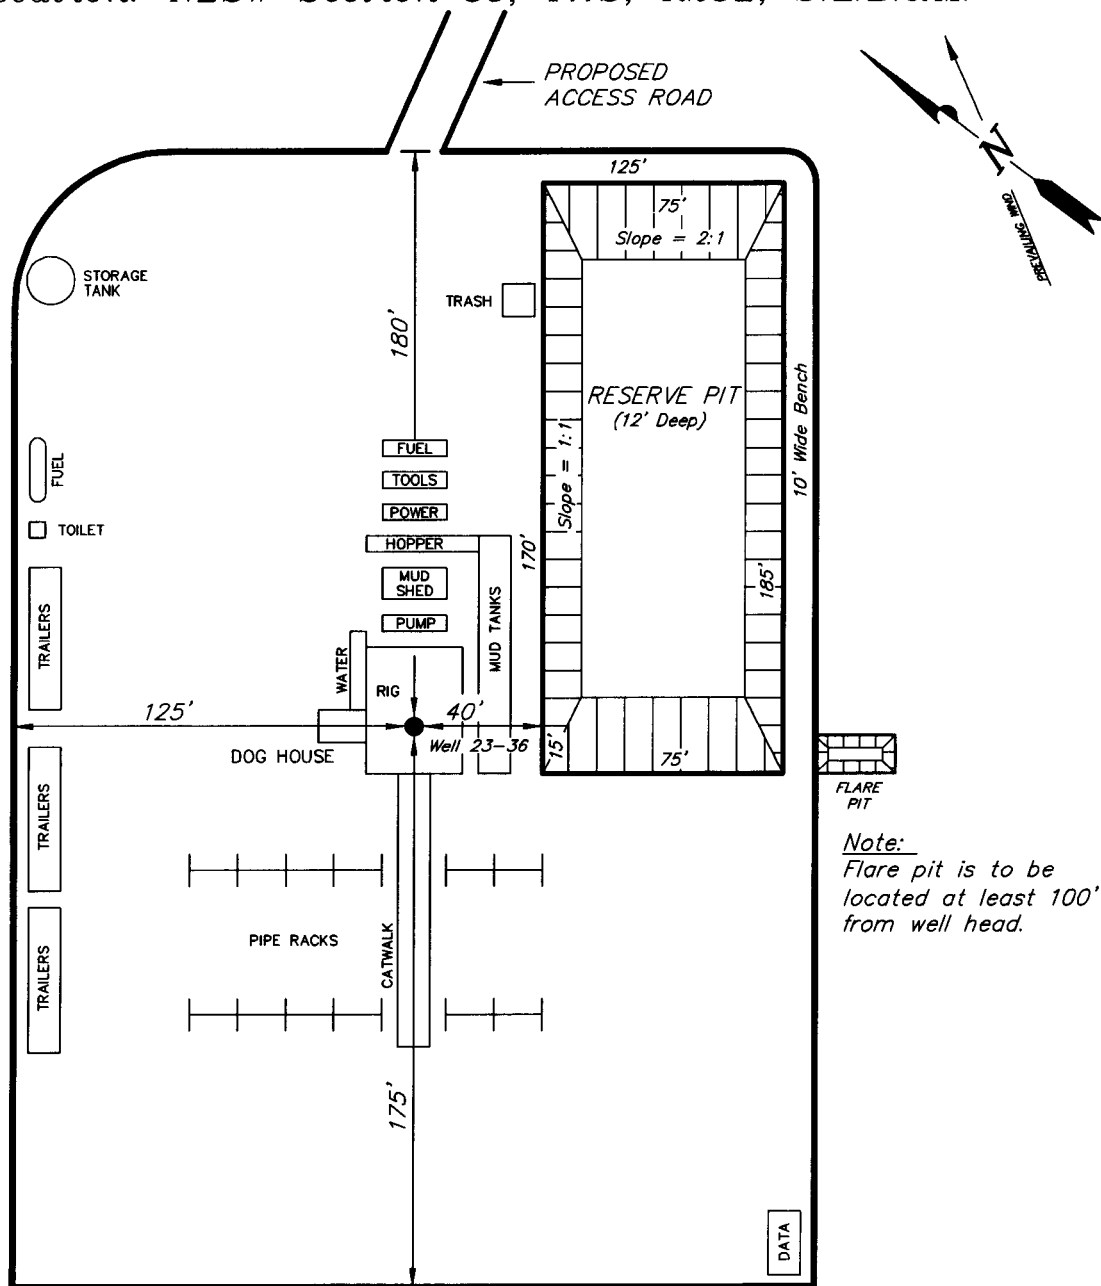 PROPOSED
ACCESS ROAD
N
PREVAILING WIND
125'
75'
Slope = 2:1
STORAGE
TANK
TRASH
180'
RESERVE PIT
(12' Deep)
10' Wide Bench
Slope = 1:1
FUEL
FUEL
TOOLS
POWER
TOILET
HOPPER
170'
MUD
SHED
185'
TRAILERS
PUMP
MUD TANKS
WATER
RIG
125'
40'
Well 23-36
15'
DOG HOUSE
75'
FLARE
PIT
TRAILERS
Note:
Flare pit is to be
located at least 100'
from well head.
PIPE RACKS
CATWALK
TRAILERS
175'
DATA